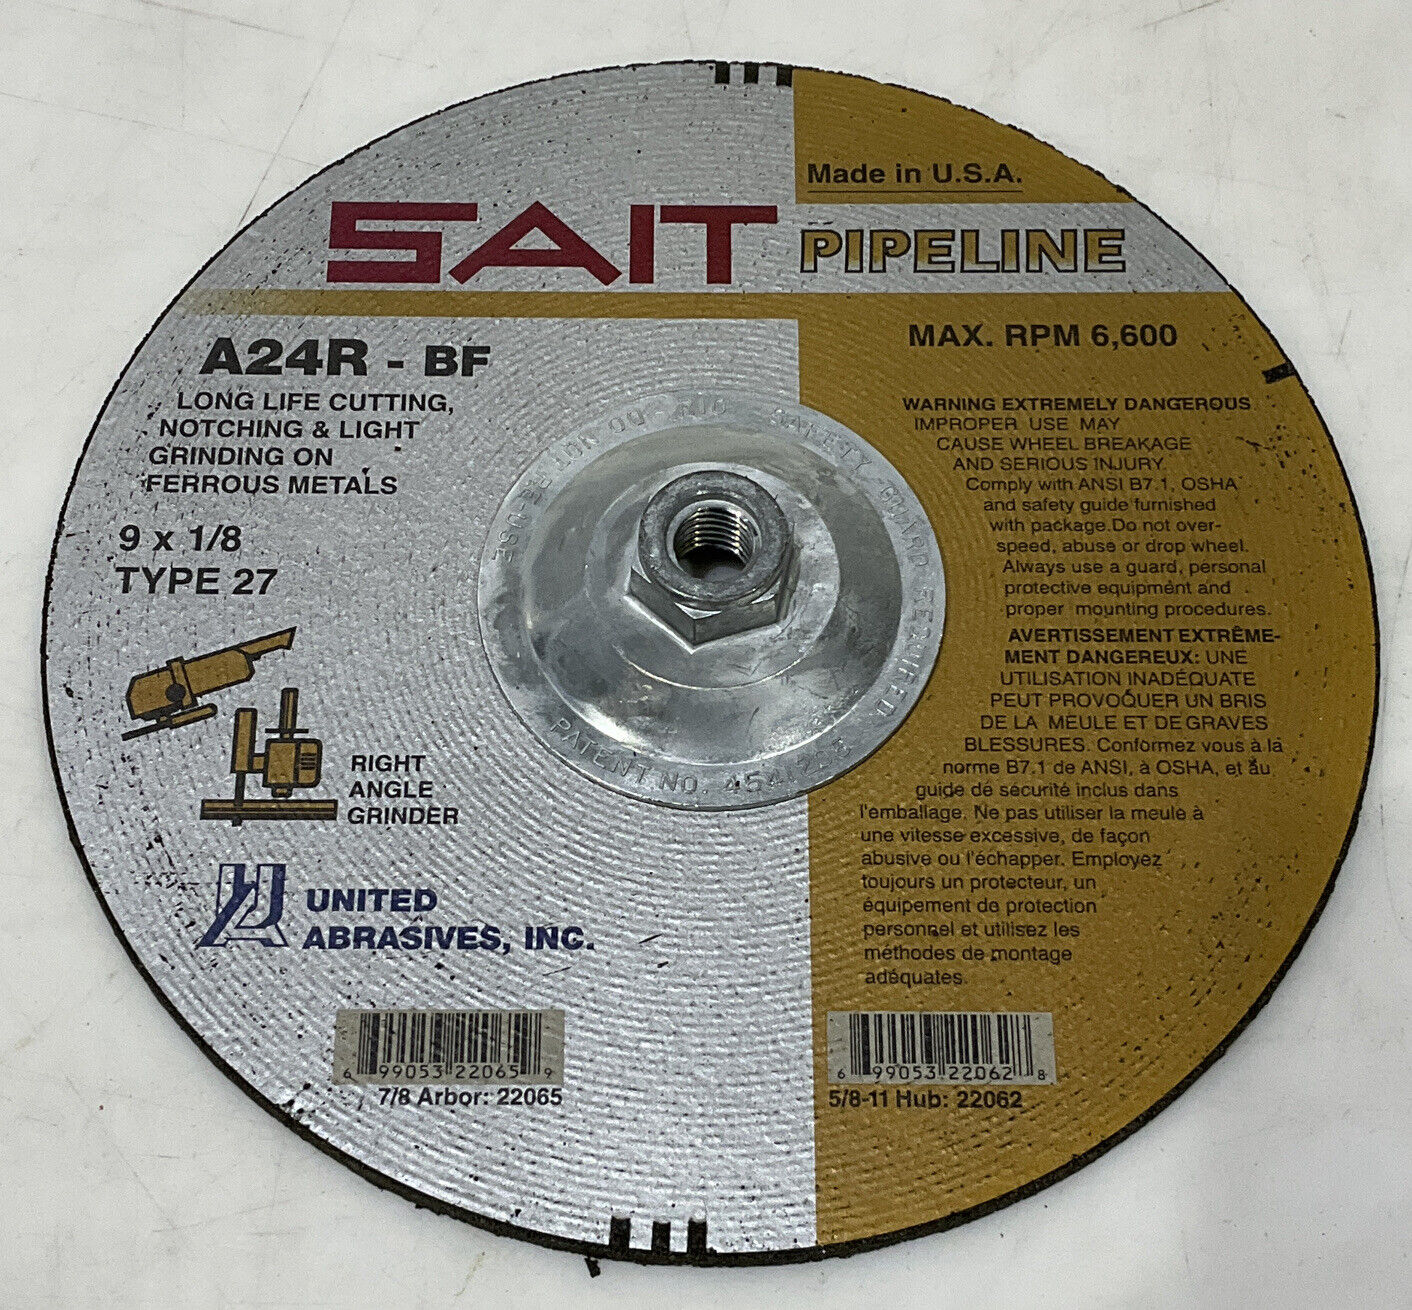 Made in U.S.A.
SAIT PIPELINE
A24R - BF
LONG LIFE CUTTING,
NOTCHING & LIGHT
GRINDING ON
FERROUS METALS
9 x 1/8
TYPE 27
RIGHT
ANGLE
GRINDER
UNITED
ABRASIVES, INC.
6 99053 22065 9
7/8 Arbor: 22065
MAX. RPM 6,600
WARNING EXTREMELY DANGEROUS
IMPROPER USE MAY
CAUSE WHEEL BREAKAGE
AND SERIOUS INJURY.
Comply with ANSI B7.1, OSHA
and safety guide furnished
with package.Do not over-
speed, abuse or drop wheel.
Always use a guard, personal
protective equipment and
proper mounting procedures.
AVERTISSEMENT EXTRÊME-
MENT DANGEREUX: UNE
UTILISATION INADÉQUATE
PEUT PROVOQUER UN BRIS
DE LA MEULE ET DE GRAVES
BLESSURES. Conformez vous à la
norme B7.1 de ANSI, à OSHA, et au
guide de sécurité inclus dans
l'emballage. Ne pas utiliser la meule à
une vitesse excessive, de façon
abusive ou l'échapper. Employez
toujours un protecteur, un
équipement de protection
personnel et utilisez les
méthodes de montage
adéquates.
6 99053 22062 8
5/8-11 Hub: 22062
DO NOT RE-USE
SAFETY GUARD REQUIRED
PATENT NO.